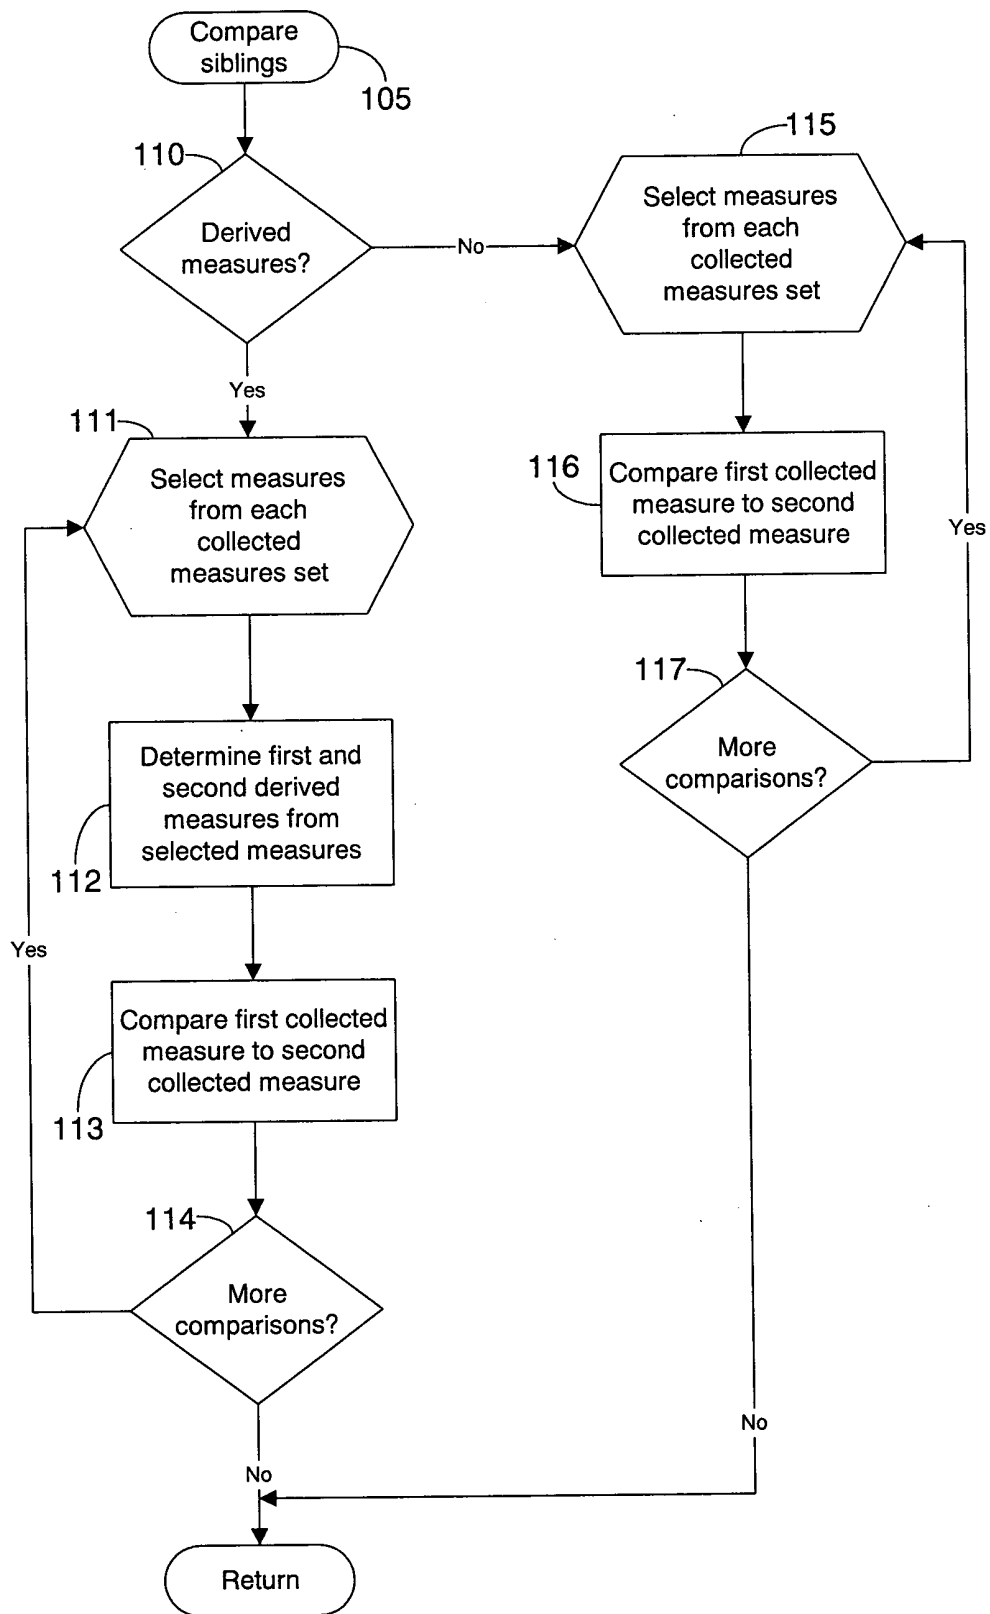 Compare
siblings
105
110
Derived
measures?
No
Yes
115
Select measures
from each
collected
measures set
111
Select measures
from each
collected
measures set
116
Compare first collected
measure to second
collected measure
Yes
117
More
comparisons?
Determine first and
second derived
measures from
selected measures
112
Yes
Compare first collected
measure to second
collected measure
113
114
More
comparisons?
No
No
Return